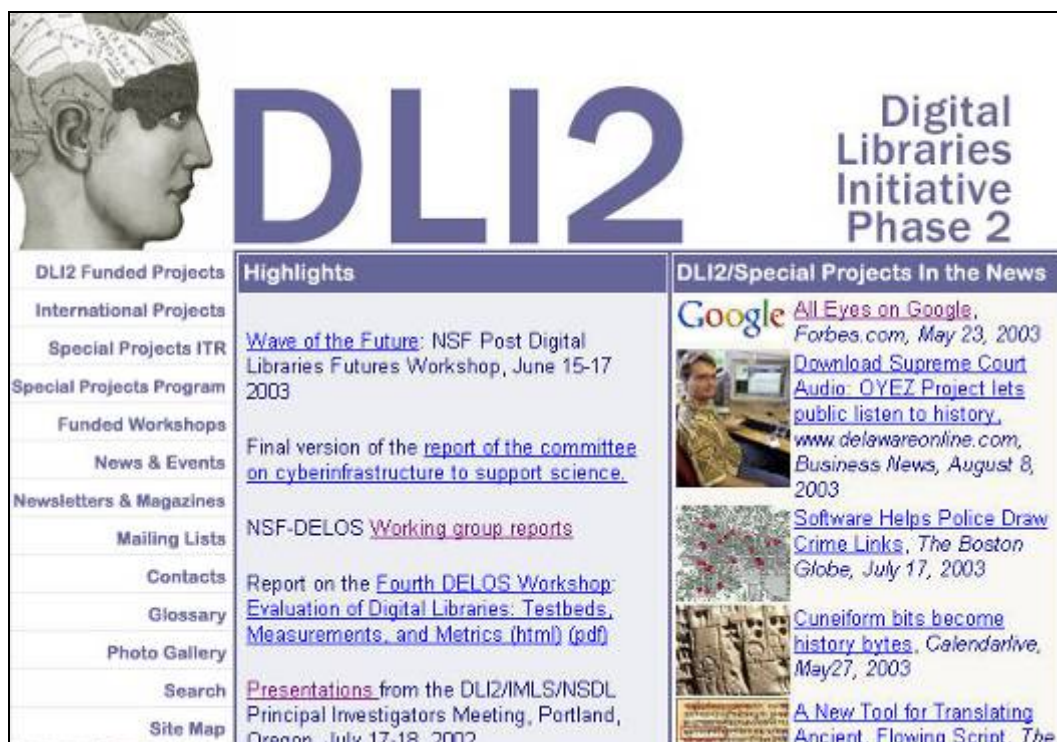 DLI2
Digital
Libraries
Initiative
Phase 2
DLI2 Funded Projects
International Projects
Special Projects ITR
Special Projects Program
Funded Workshops
News & Events
Newsletters & Magazines
Mailing Lists
Contacts
Glossary
Photo Gallery
Search
Site Map
Highlights
Wave of the Future: NSF Post Digital
Libraries Futures Workshop, June 15-17
2003
Final version of the report of the committee
on cyberinfrastructure to support science.
NSF-DELOS Working group reports
Report on the Fourth DELOS Workshop
Evaluation of Digital Libraries: Testbeds,
Measurements, and Metrics (html) (pdf)
Presentations from the DLI2/IMLS/NSDL
Principal Investigators Meeting, Portland,
Oregon, July 17-18, 2002
DLI2/Special Projects In the News
Google
All Eyes on Google,
Forbes.com, May 23, 2003
Download Supreme Court
Audio: OYEZ Project lets
public listen to history,
www.delawareonline.com,
Business News, August 8,
2003
Software Helps Police Draw
Crime Links, The Boston
Globe, July 17, 2003
Cuneiform bits become
history bytes, Calendarlive,
May27, 2003
A New Tool for Translating
Ancient, Flowing Script, The